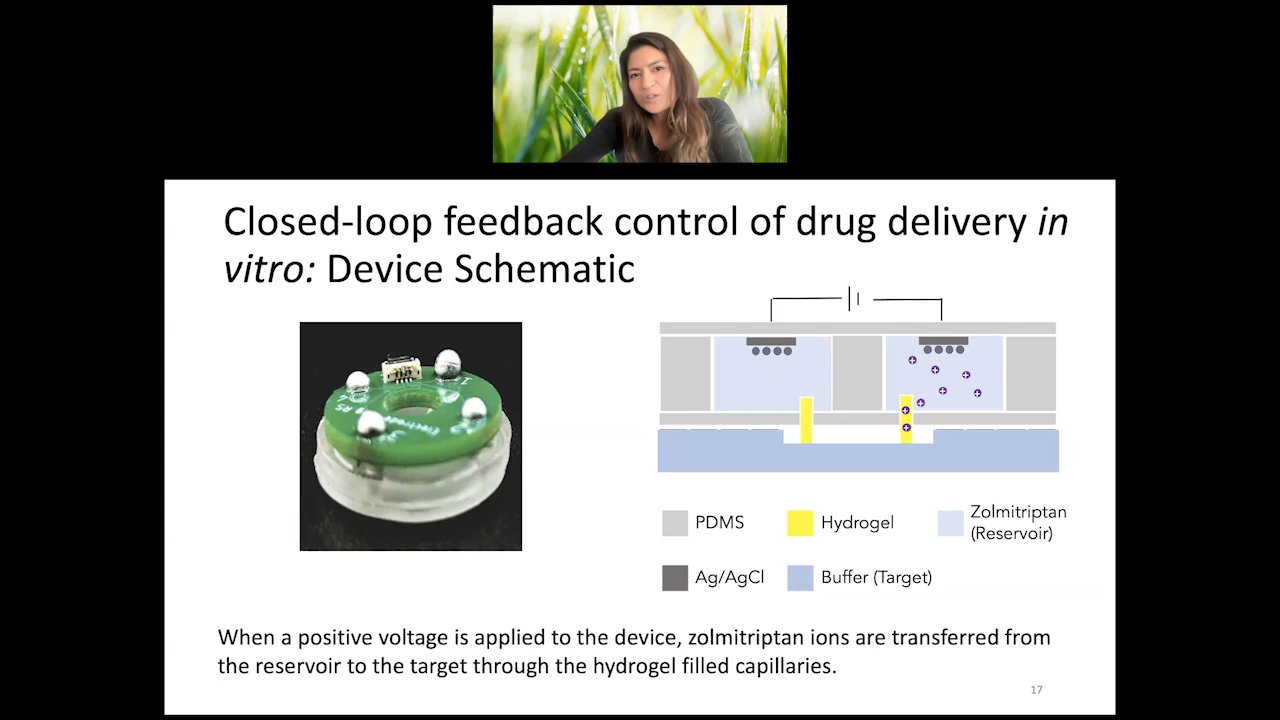 Closed-loop feedback control of drug delivery in
vitro: Device Schematic
PDMS
Hydrogel
Zolmitriptan
(Reservoir)
Ag/AgCl
Buffer (Target)
When a positive voltage is applied to the device, zolmitriptan ions are transferred from
the reservoir to the target through the hydrogel filled capillaries.
17